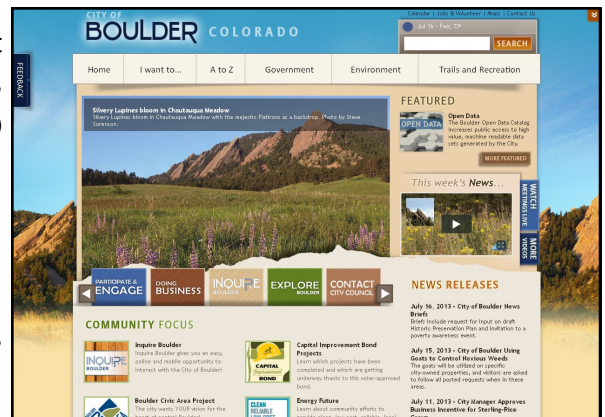 Calendar | Jobs & Volunteer | Maps | Contact Us
CITY OF
BOULDER COLORADO
Jul 16 - Fair, 73°
SEARCH
FEEDBACK
Home
I want to...
A to Z
Government
Environment
Trails and Recreation
Silvery Lupines bloom in Chautauqua Meadow
Silvery Lupines bloom in Chautauqua Meadow with the majestic Flatirons as a backdrop. Photo by Steve
Sorenson.
FEATURED
OPEN DATA
Open Data
The Boulder Open Data Catalog
increases public access to high
value, machine readable data
sets generated by the City.
MORE FEATURED
This week's News...
WATCH
MEETINGS LIVE
MORE
VIDEOS
PARTICIPATE &
ENGAGE
DOING
BUSINESS
INQUIRE
BOULDER
EXPLORE
BOULDER
CONTACT
CITY COUNCIL
COMMUNITY FOCUS
INQUIRE
BOULDER
Inquire Boulder
Inquire Boulder gives you an easy,
online and mobile opportunity to
interact with the City of Boulder!
CAPITAL
Improvement
BOND
Capital Improvement Bond
Projects
Learn which projects have been
completed and which are getting
underway thanks to this voter-approved
bond.
Boulder Civic Area Project
The city wants YOUR vision for the
CLEAN
RELIABLE
Energy Future
Learn about community efforts to
NEWS RELEASES
July 16, 2013 - City of Boulder News
Briefs
Briefs include request for input on draft
Historic Preservation Plan and invitation to a
poverty awareness event.
July 15, 2013 - City of Boulder Using
Goats to Control Noxious Weeds
The goats will be utilized on specific
city-owned properties, and visitors are asked
to follow all posted requests when in these
areas.
July 11, 2013 - City Manager Approves
Business Incentive for Sterling-Rice